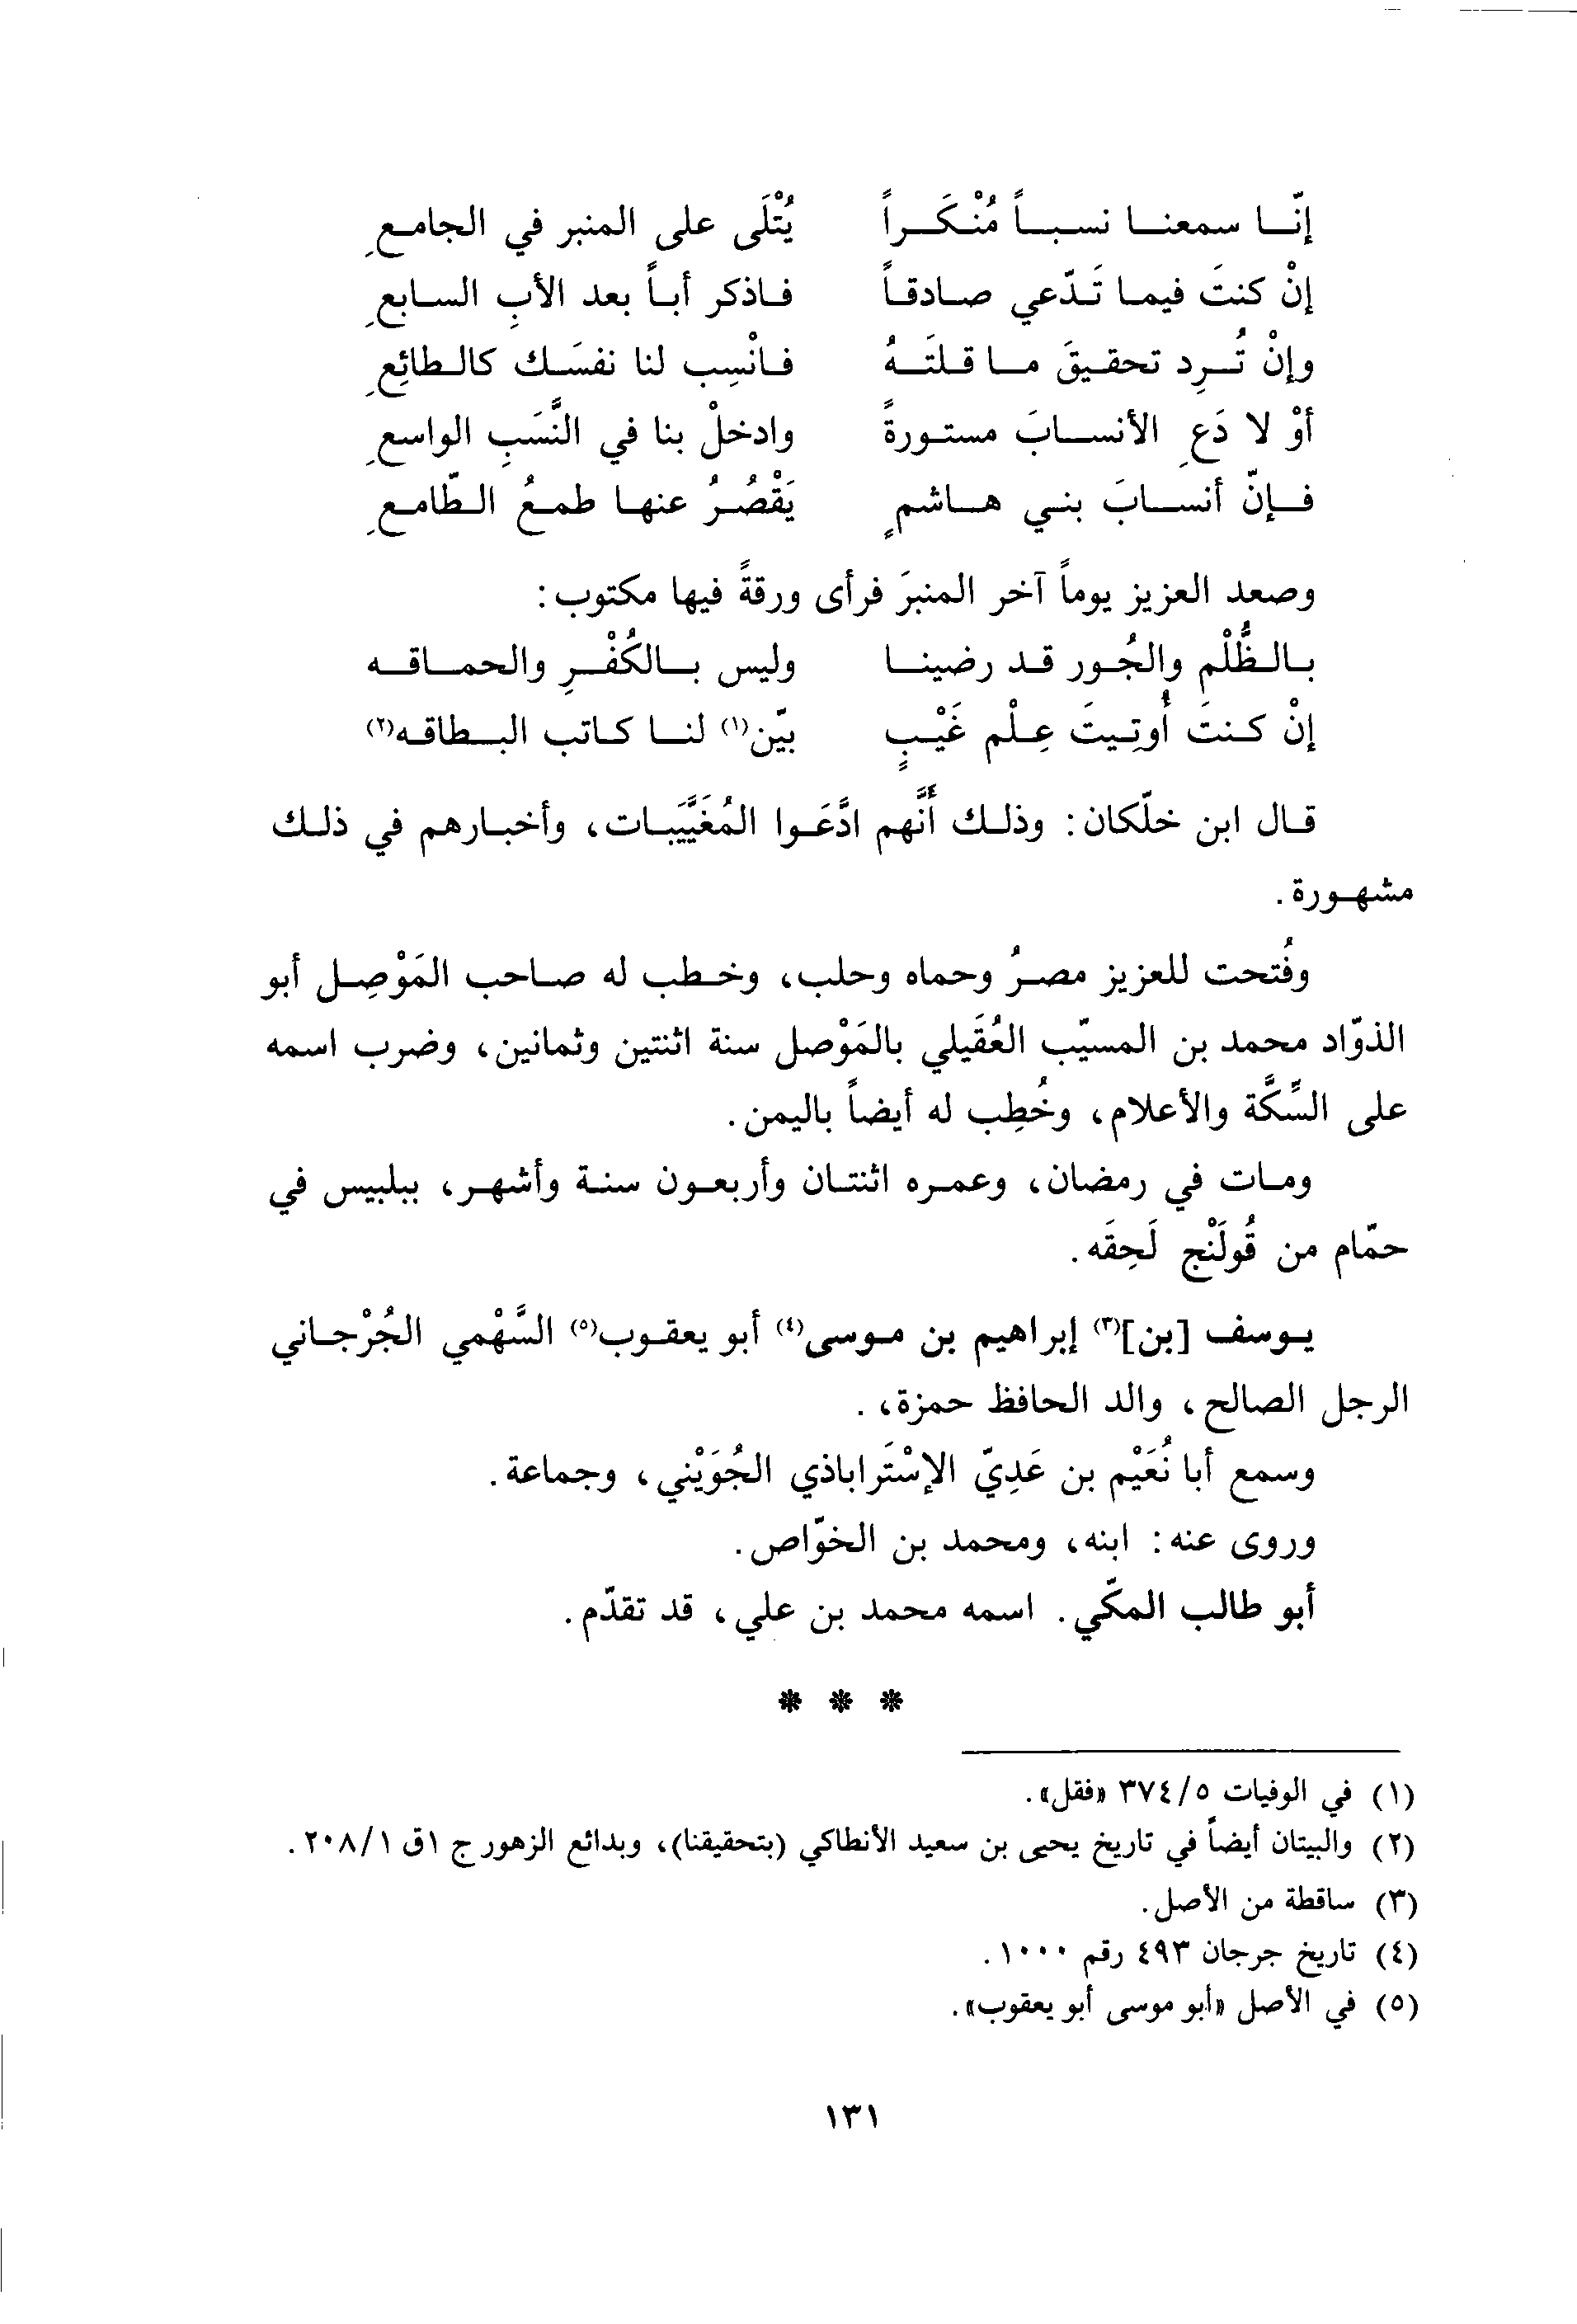 إنّا سمعنا نسباً مُنْكَراً يُتْلَى على المنبر في الجامعِ
إنْ كنتَ فيما تَدّعي صادقاً فاذكر أباً بعد الأبِ السابعِ
وإنْ تُرِد تحقيقَ ما قلتَهُ فانْسِب لنا نفسَك كالطائِعِ
أوْ لا دَعِ الأنسابَ مستورةً وادخلْ بنا في النَّسَبِ الواسعِ
فإنّ أنسابَ بني هاشمٍ يَقْصُرُ عنها طمعُ الطّامعِ
وصعد العزيز يوماً آخر المنبرَ فرأى ورقةً فيها مكتوب:
بالظُّلْمِ والجُور قد رضينا وليس بالكُفْرِ والحماقه
إنْ كنتَ أُوتِيتَ عِلْم غَيْبٍ بيّن(١) لنا كاتب البطاقه(٢)
قال ابن خلّكان: وذلك أنَّهم ادَّعَوا المُغَيَّبات، وأخبارهم في ذلك
مشهورة.
وفُتحت للعزيز مصرُ وحماه وحلب، وخطب له صاحب المَوْصِل أبو
الذوّاد محمد بن المسيّب العُقَيلي بالمَوْصل سنة اثنتين وثمانين، وضرب اسمه
على السِّكَّة والأعلام، وخُطِب له أيضاً باليمن.
ومات في رمضان، وعمره اثنتان وأربعون سنة وأشهر، ببلبيس في
حمّام من قُولَنْج لَحِقَه.
يوسف [بن](٣) إبراهيم بن موسى(٤) أبو يعقوب(٥) السَّهْمي الجُرْجاني
الرجل الصالح، والد الحافظ حمزة،.
وسمع أبا نُعَيْم بن عَدِيّ الإسْتَراباذي الجُوَيْني، وجماعة.
وروى عنه: ابنه، ومحمد بن الخوّاص.
أبو طالب المكّي. اسمه محمد بن علي، قد تقدّم.
* * *
(١) في الوفيات ٥/٣٧٤ «فقل».
(٢) والبيتان أيضاً في تاريخ يحيى بن سعيد الأنطاكي (بتحقيقنا)، وبدائع الزهور ج ١ق ٢٠٨/١.
(٣) ساقطة من الأصل.
(٤) تاريخ جرجان ٤٩٣ رقم ١٠٠٠.
(٥) في الأصل «أبو موسى أبو يعقوب».
١٣١